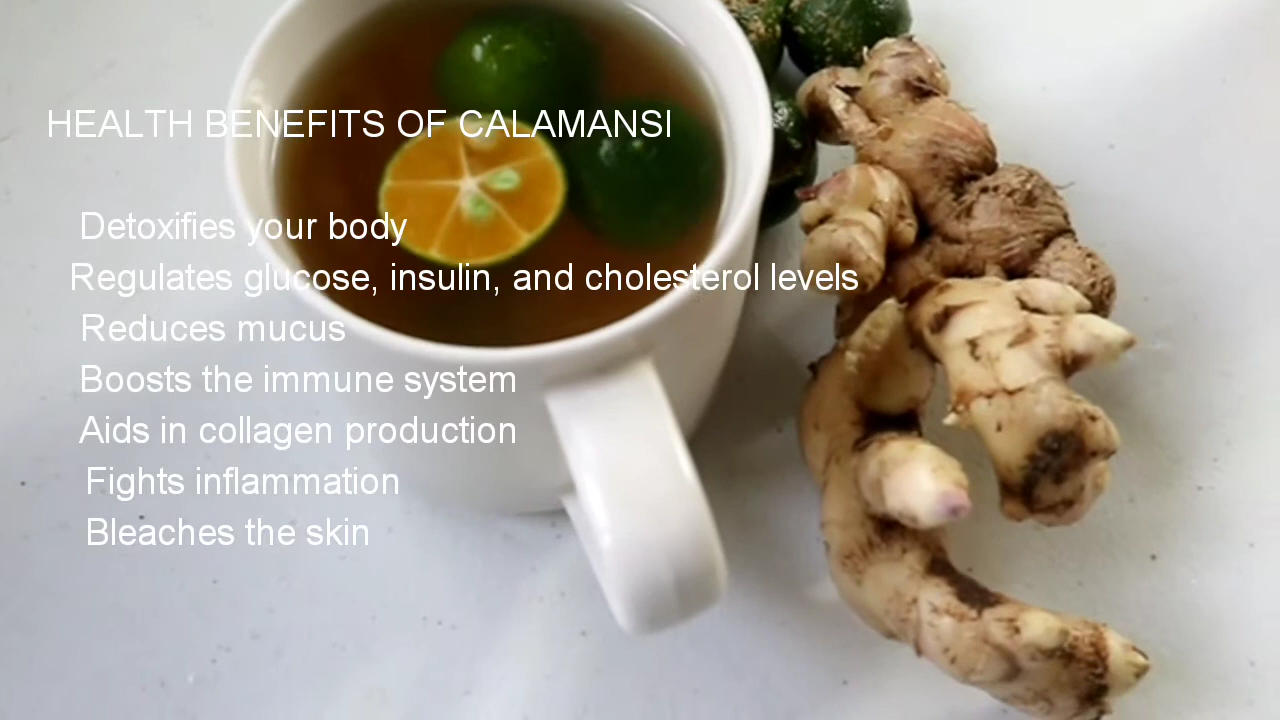 HEALTH BENEFITS OF CALAMANSI
Detoxifies your body
Regulates glucose, insulin, and cholesterol levels
Reduces mucus
Boosts the immune system
Aids in collagen production
Fights inflammation
Bleaches the skin